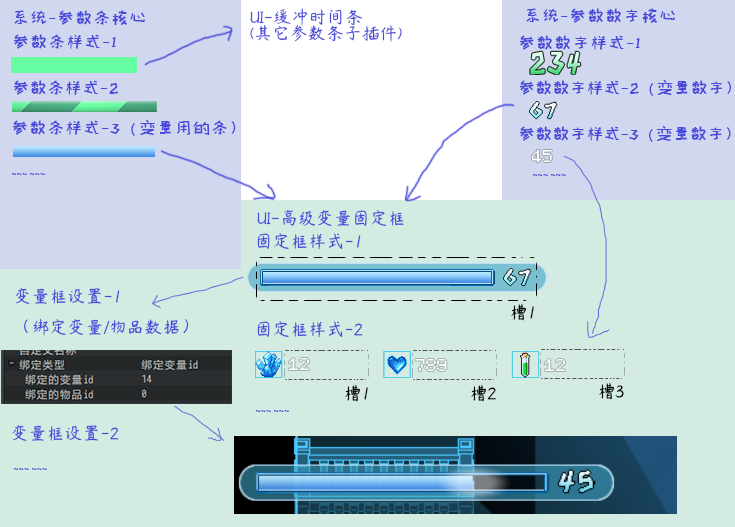 系统-参数条核心
参数条样式-1
参数条样式-2
参数条样式-3（变量用的条）
~~~~~~
UI-缓冲时间条
(其它参数条子插件)
系统-参数数字核心
参数数字样式-1
234
参数数字样式-2（变量数字）
67
参数数字样式-3（变量数字）
45
~~~~~~
UI-高级变量固定框
固定框样式-1
67
槽1
固定框样式-2
12
789
12
槽1
槽2
槽3
~~~~~~
变量框设置-1
（绑定变量/物品数据）
自定义名称
绑定类型 绑定变量id
绑定的变量id 14
绑定的物品id 0
变量框设置-2
~~~~~~
45